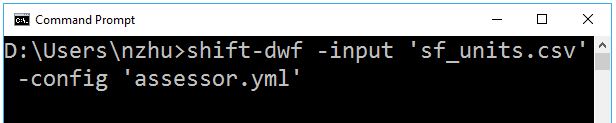 Command Prompt
D:\Users\nzhu>shift-dwf -input 'sf_units.csv'
-config 'assessor.yml'